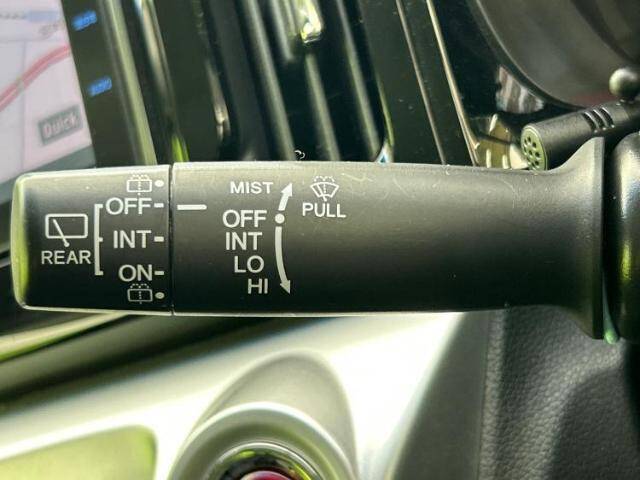 Quick
MIST
OFF
PULL
OFF
INT
INT
REAR
LO
ON
HI